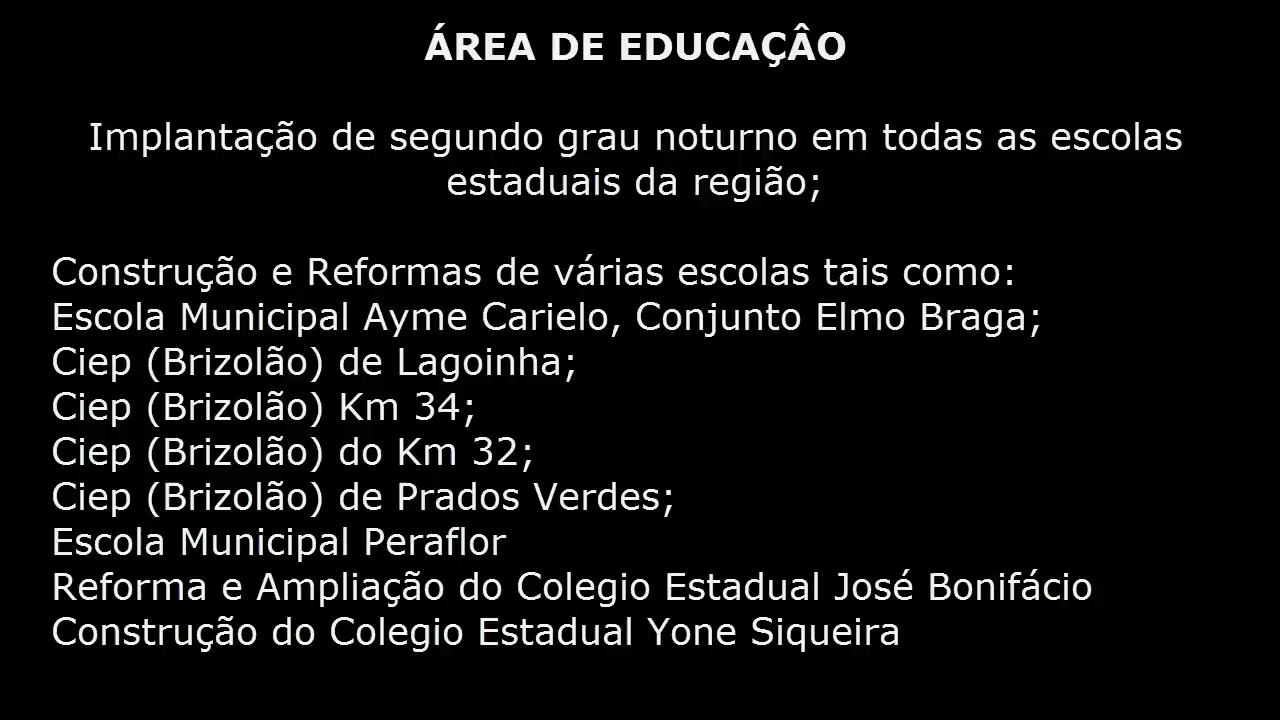 ÁREA DE EDUCAÇÂO
Implantação de segundo grau noturno em todas as escolas
estaduais da região;
Construção e Reformas de várias escolas tais como:
Escola Municipal Ayme Carielo, Conjunto Elmo Braga;
Ciep (Brizolão) de Lagoinha;
Ciep (Brizolão) Km 34;
Ciep (Brizolão) do Km 32;
Ciep (Brizolão) de Prados Verdes;
Escola Municipal Peraflor
Reforma e Ampliação do Colegio Estadual José Bonifácio
Construção do Colegio Estadual Yone Siqueira